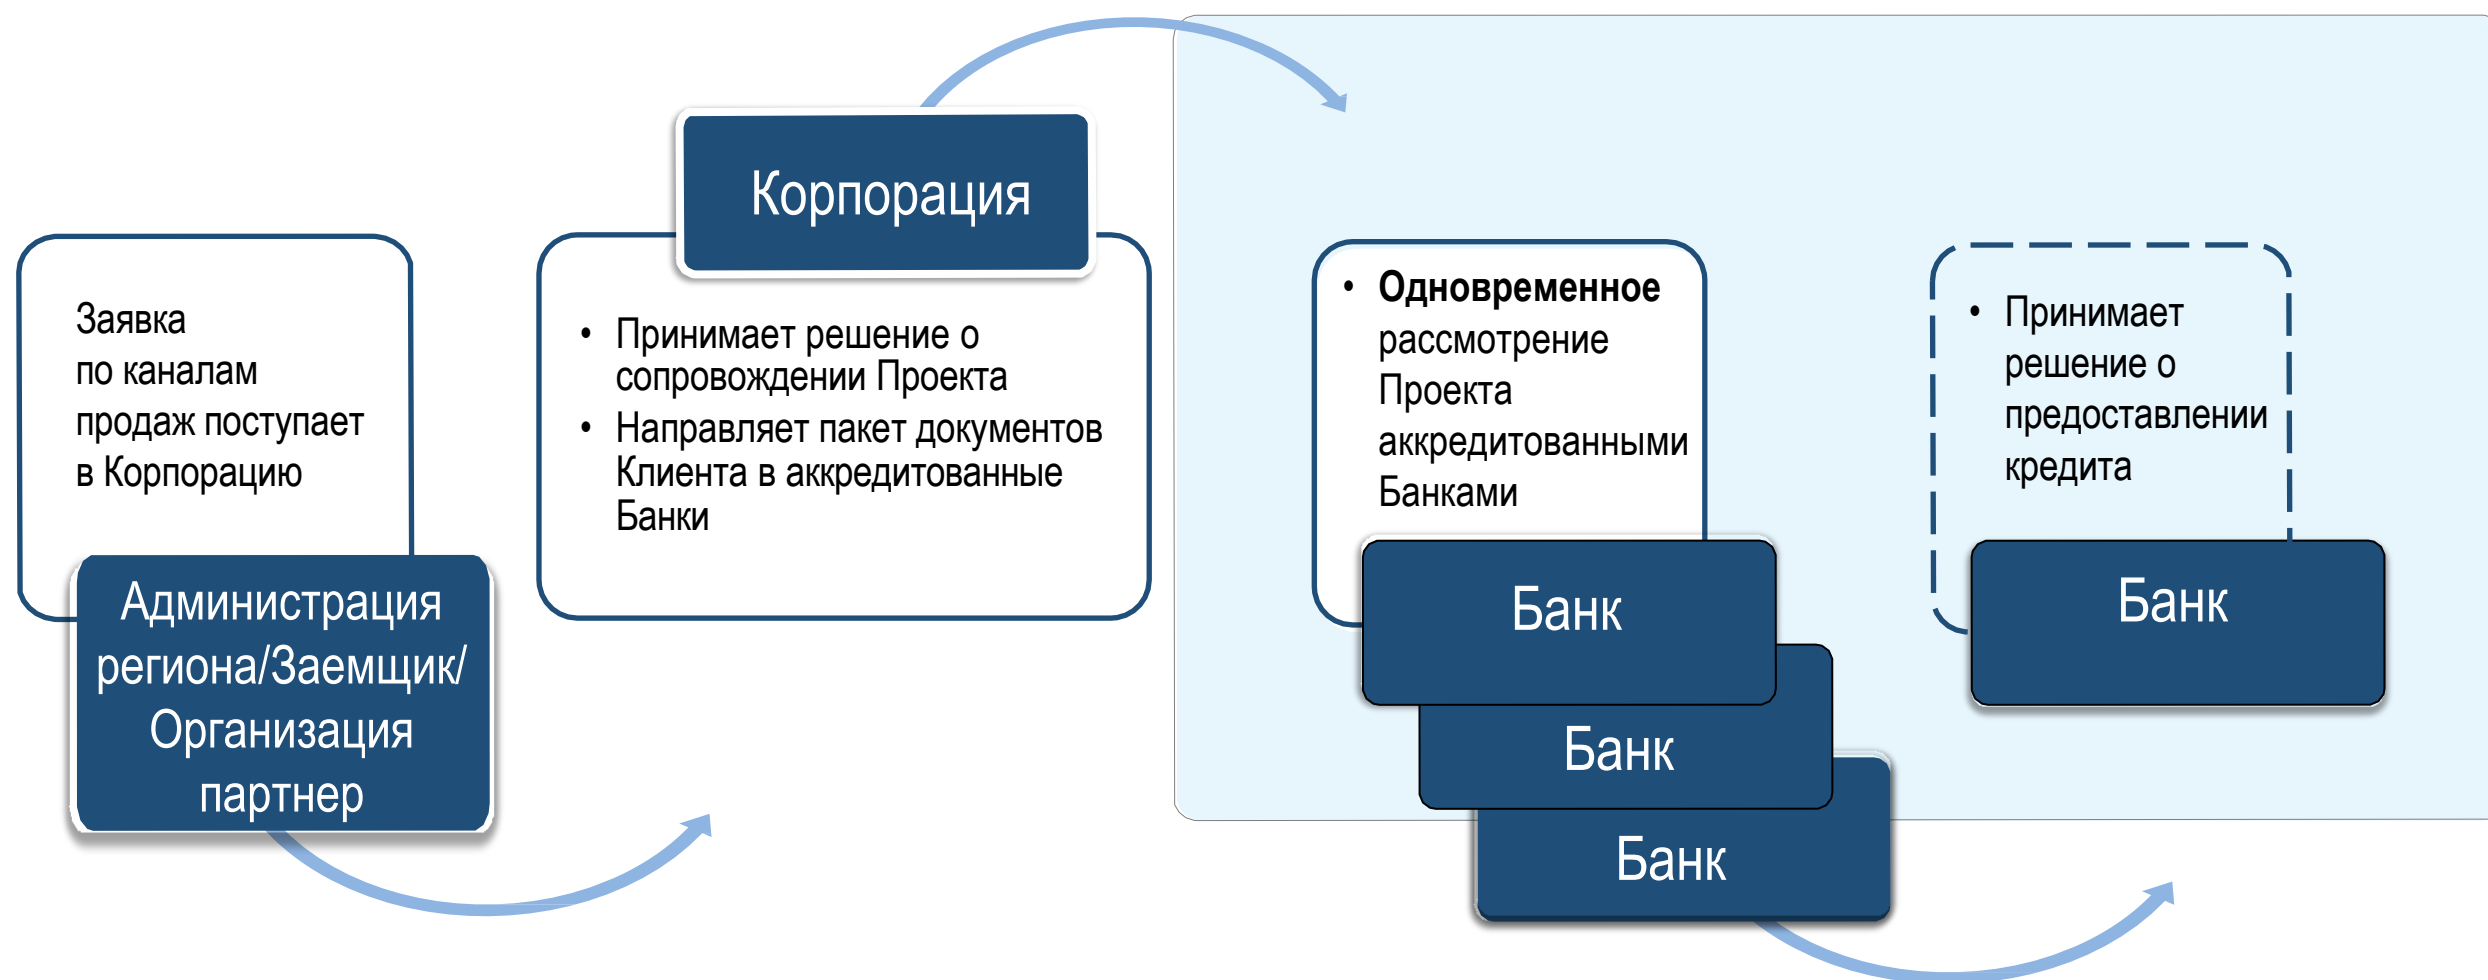 Заявка
по каналам
продаж поступает
в Корпорацию
Администрация
региона/Заемщик/
Организация
партнер
Корпорация
• Принимает решение о
сопровождении Проекта
• Направляет пакет документов
Клиента в аккредитованные
Банки
• Одновременное
рассмотрение
Проекта
аккредитованными
Банками
Банк
Банк
Банк
• Принимает
решение о
предоставлении
кредита
Банк